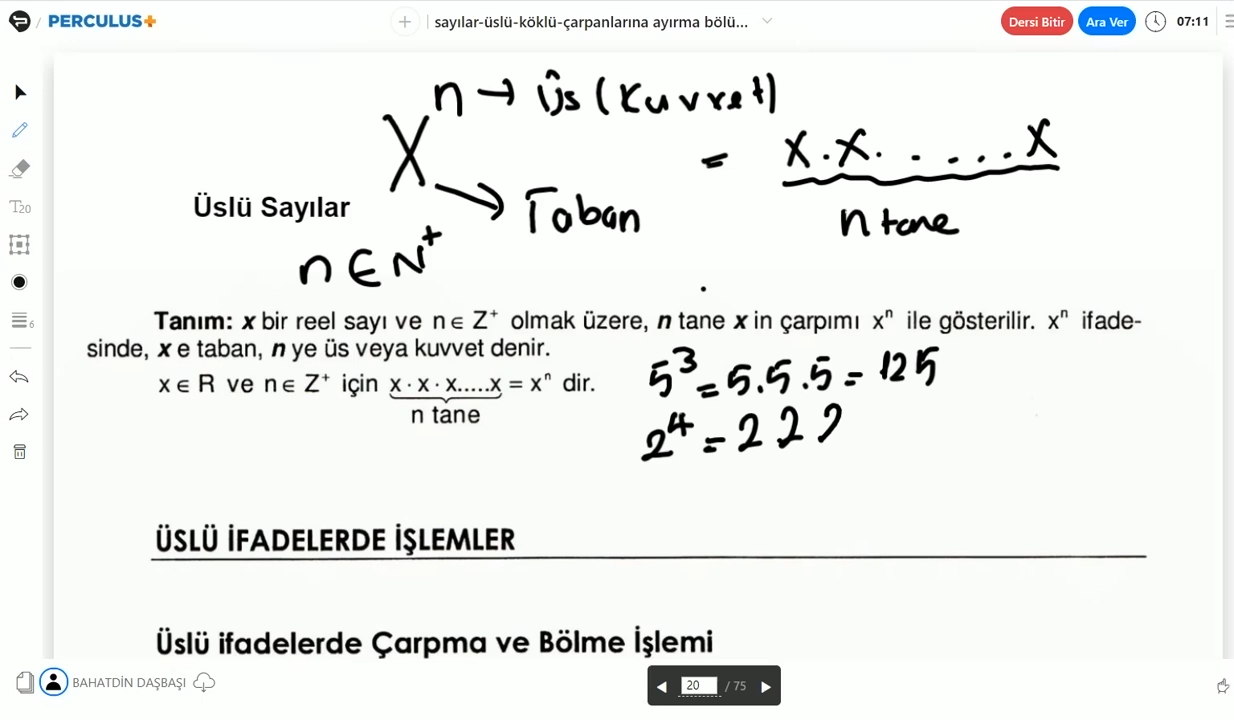 PERCULUS+
sayılar-üslü-köklü-çarpanlarına ayırma bölü...
Dersi Bitir
Ara Ver
07:11
n → Üs (Kuvvet)
X
= x.x. . . . . . . x
Üslü Sayılar
Taban
n tane
n ∈ N⁺
T20
6
Tanım: x bir reel sayı ve n ∈ Z⁺ olmak üzere, n tane x in çarpımı xⁿ ile gösterilir. xⁿ ifade-
sinde, x e taban, n ye üs veya kuvvet denir.
x ∈ R ve n ∈ Z⁺ için x · x · x.....x = xⁿ dir.
n tane
5³ = 5.5.5 = 125
2⁴ = 2 2 2
ÜSLÜ İFADELERDE İŞLEMLER
Üslü ifadelerde Çarpma ve Bölme İşlemi
BAHATDİN DAŞBAŞI
20 / 75